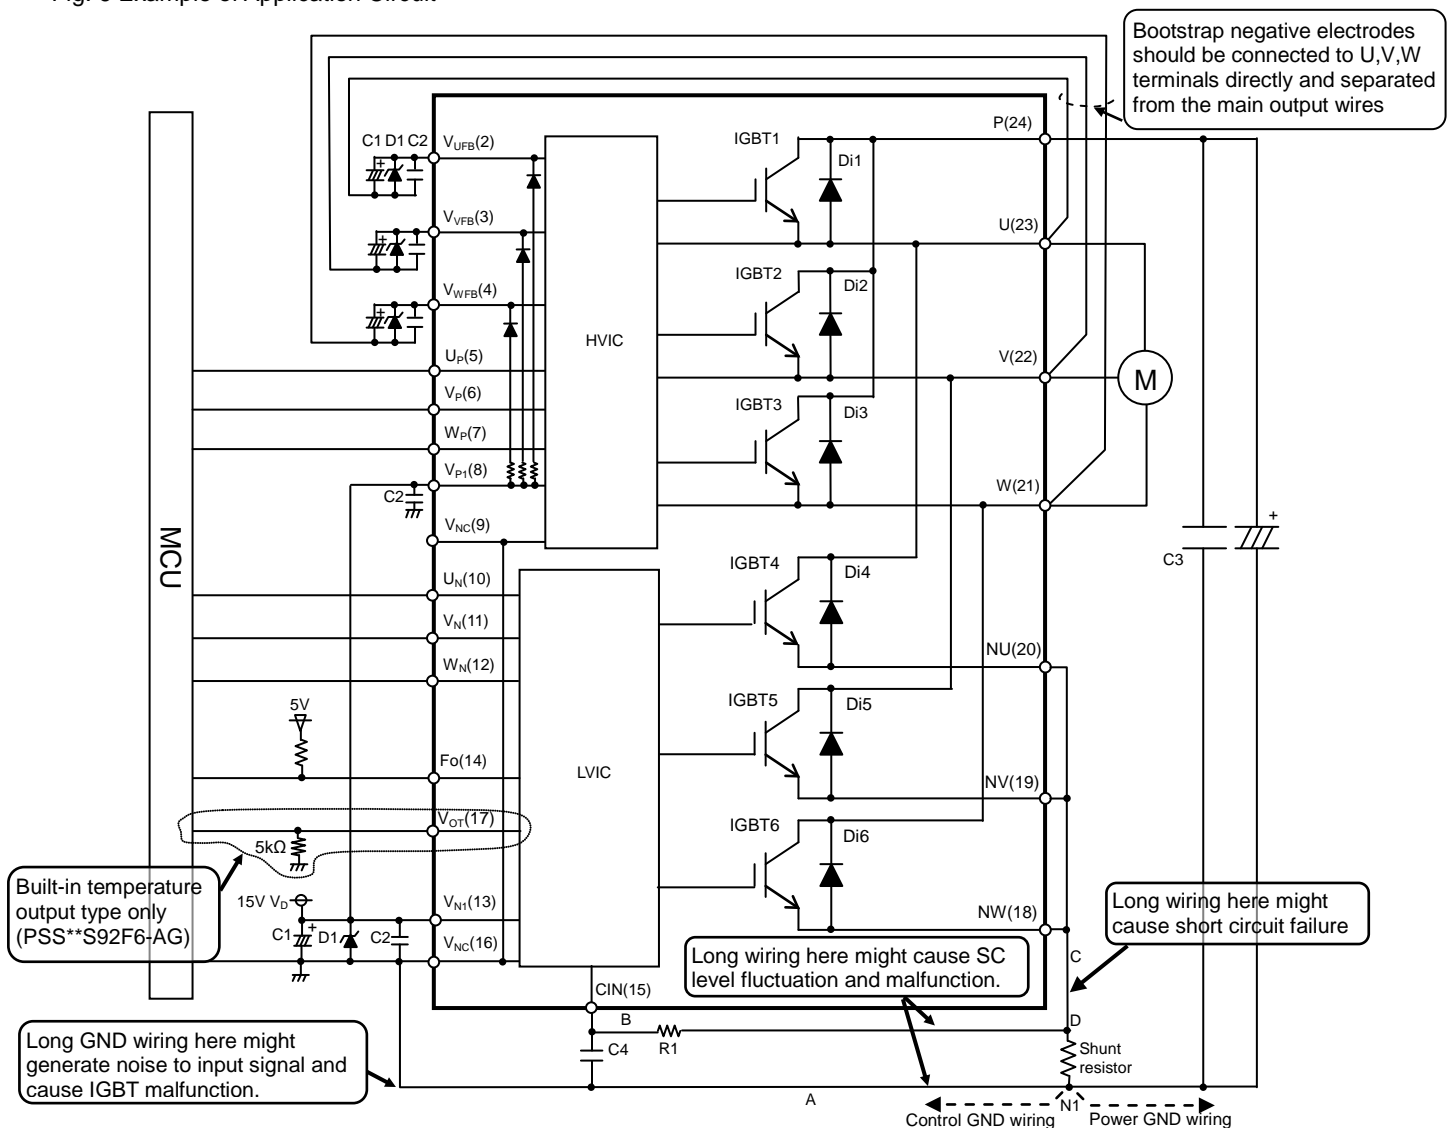 Bootstrap negative electrodes
should be connected to U,V,W
terminals directly and separated
from the main output wires
P(24)
IGBT1
Di1
C1 D1 C2
+
VUFB(2)
U(23)
VVFB(3)
+
IGBT2
Di2
VWFB(4)
+
HVIC
UP(5)
V(22)
M
VP(6)
IGBT3
Di3
WP(7)
VP1(8)
C2
W(21)
VNC(9)
+
C3
MCU
IGBT4
Di4
UN(10)
VN(11)
NU(20)
WN(12)
5V
IGBT5
Di5
Fo(14)
LVIC
NV(19)
VOT(17)
5kΩ
IGBT6
Di6
Built-in temperature
output type only
(PSS**S92F6-AG)
15V VD
VN1(13)
C1
+
D1
C2
VNC(16)
NW(18)
Long wiring here might
cause short circuit failure
Long wiring here might cause SC
level fluctuation and malfunction.
C
CIN(15)
B
D
R1
C4
Shunt
resistor
Long GND wiring here might
generate noise to input signal and
cause IGBT malfunction.
A
N1
Control GND wiring
Power GND wiring